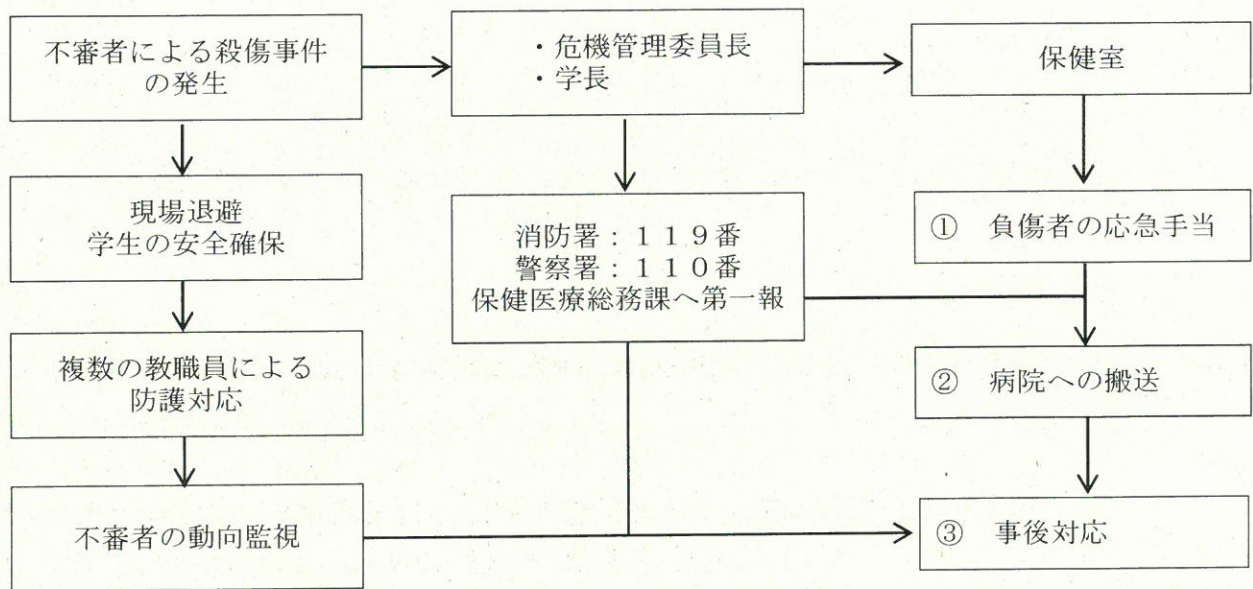 不審者による殺傷事件
の発生
・危機管理委員長
・学長
保健室
現場退避
学生の安全確保
消防署：１１９番
警察署：１１０番
保健医療総務課へ第一報
① 負傷者の応急手当
複数の教職員による
防護対応
② 病院への搬送
不審者の動向監視
③ 事後対応